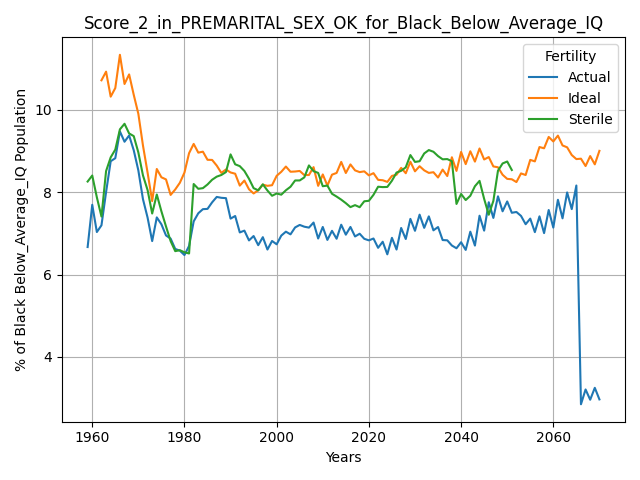 Score_2_in_PREMARITAL_SEX_OK_for_Black_Below_Average_IQ
% of Black Below_Average_IQ Population
10
8
6
4
Fertility
Actual
Ideal
Sterile
1960 1980 2000 2020 2040 2060
Years